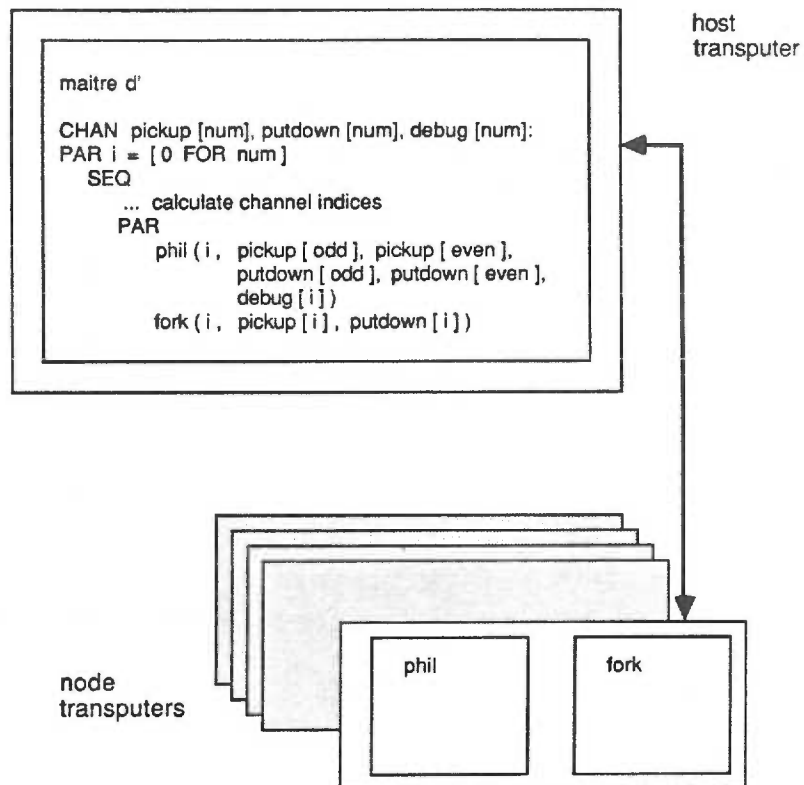 host
transputer
maitre d'
CHAN pickup [num], putdown [num], debug [num]:
PAR i = [ 0 FOR num ]
SEQ
... calculate channel indices
PAR
phil ( i , pickup [ odd ], pickup [ even ],
putdown [ odd ], putdown [ even ],
debug [ i ] )
fork ( i , pickup [ i ], putdown [ i ] )
phil
fork
node
transputers